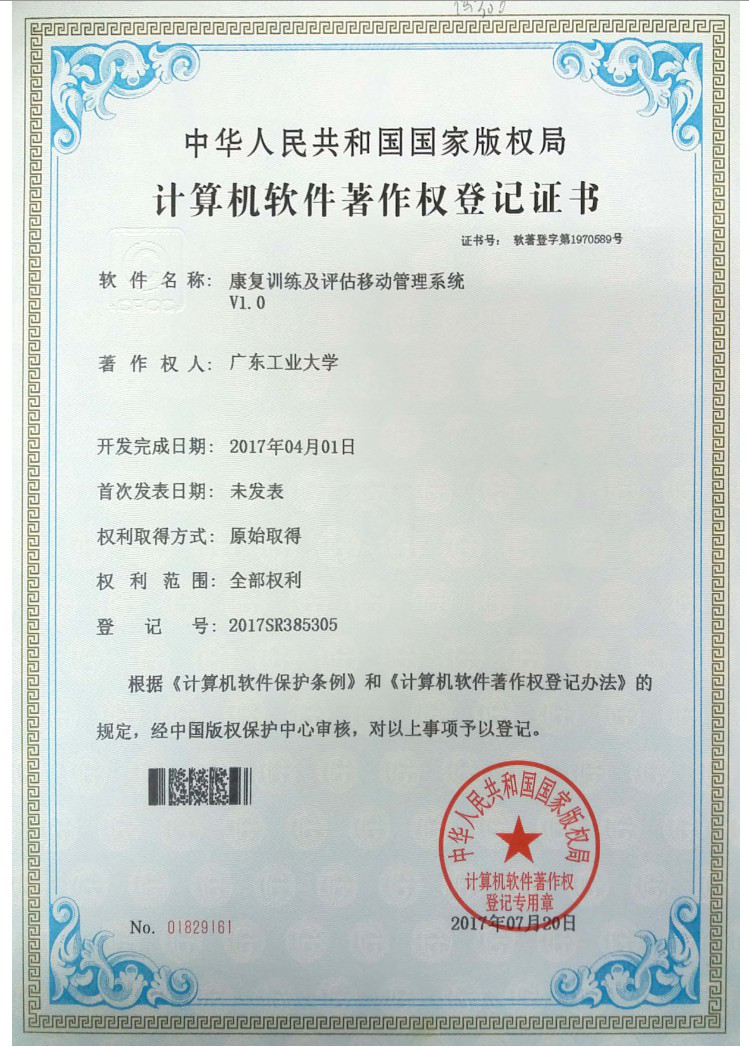 中华人民共和国国家版权局
计算机软件著作权登记证书
证书号： 软著登字第1970589号
软件名称： 康复训练及评估移动管理系统
V1.0
著作权人： 广东工业大学
开发完成日期： 2017年04月01日
首次发表日期： 未发表
权利取得方式： 原始取得
权利范围： 全部权利
登记号： 2017SR385305
根据《计算机软件保护条例》和《计算机软件著作权登记办法》的
规定，经中国版权保护中心审核，对以上事项予以登记。
中华人民共和国国家版权局
计算机软件著作权
登记专用章
2017年07月20日
No. 01829161